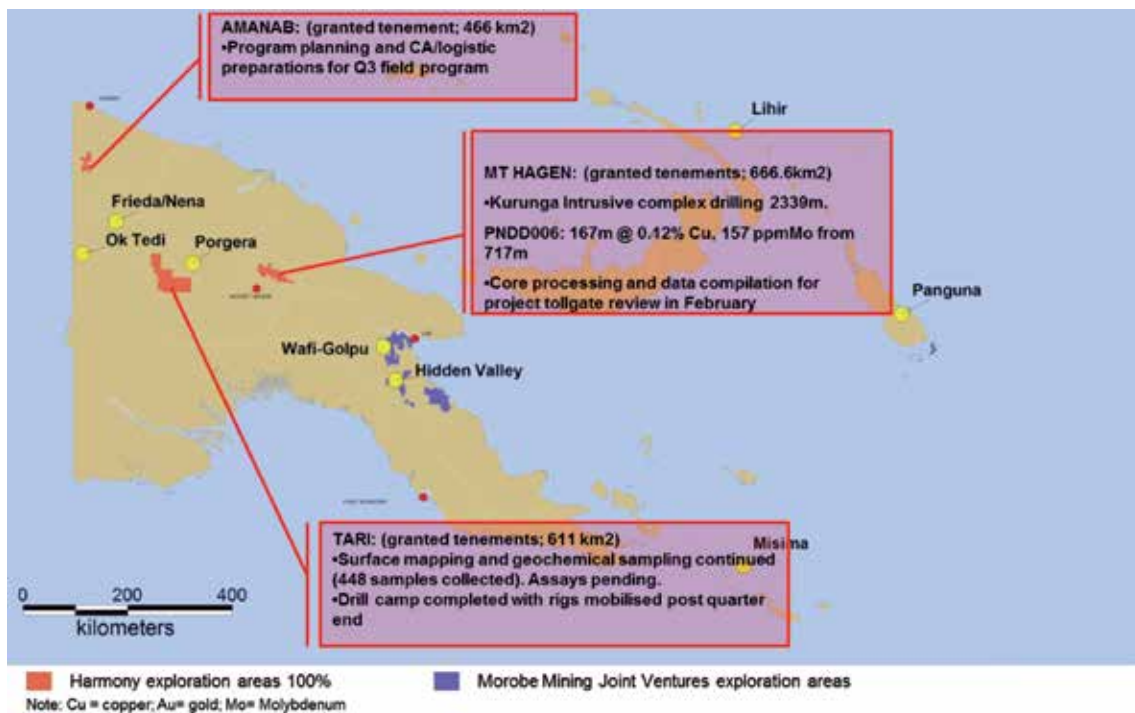 AMANAB: (granted tenement; 466 km2)
•Program planning and CA/logistic
preparations for Q3 field program
Lihir
MT HAGEN: (granted tenements; 666.6km2)
•Kurunga Intrusive complex drilling 2339m.
PNDD006: 167m @ 0.12% Cu, 157 ppmMo from
717m
•Core processing and data compilation for
project tollgate review in February
Frieda/Nena
Ok Tedi
Porgera
Panguna
Wafi-Golpu
Hidden Valley
TARI: (granted tenements; 611 km2)
•Surface mapping and geochemical sampling continued
(448 samples collected). Assays pending.
•Drill camp completed with rigs mobilised post quarter
end
Misima
0 200 400
kilometers
Harmony exploration areas 100%
Morobe Mining Joint Ventures exploration areas
Note: Cu = copper; Au= gold; Mo= Molybdenum